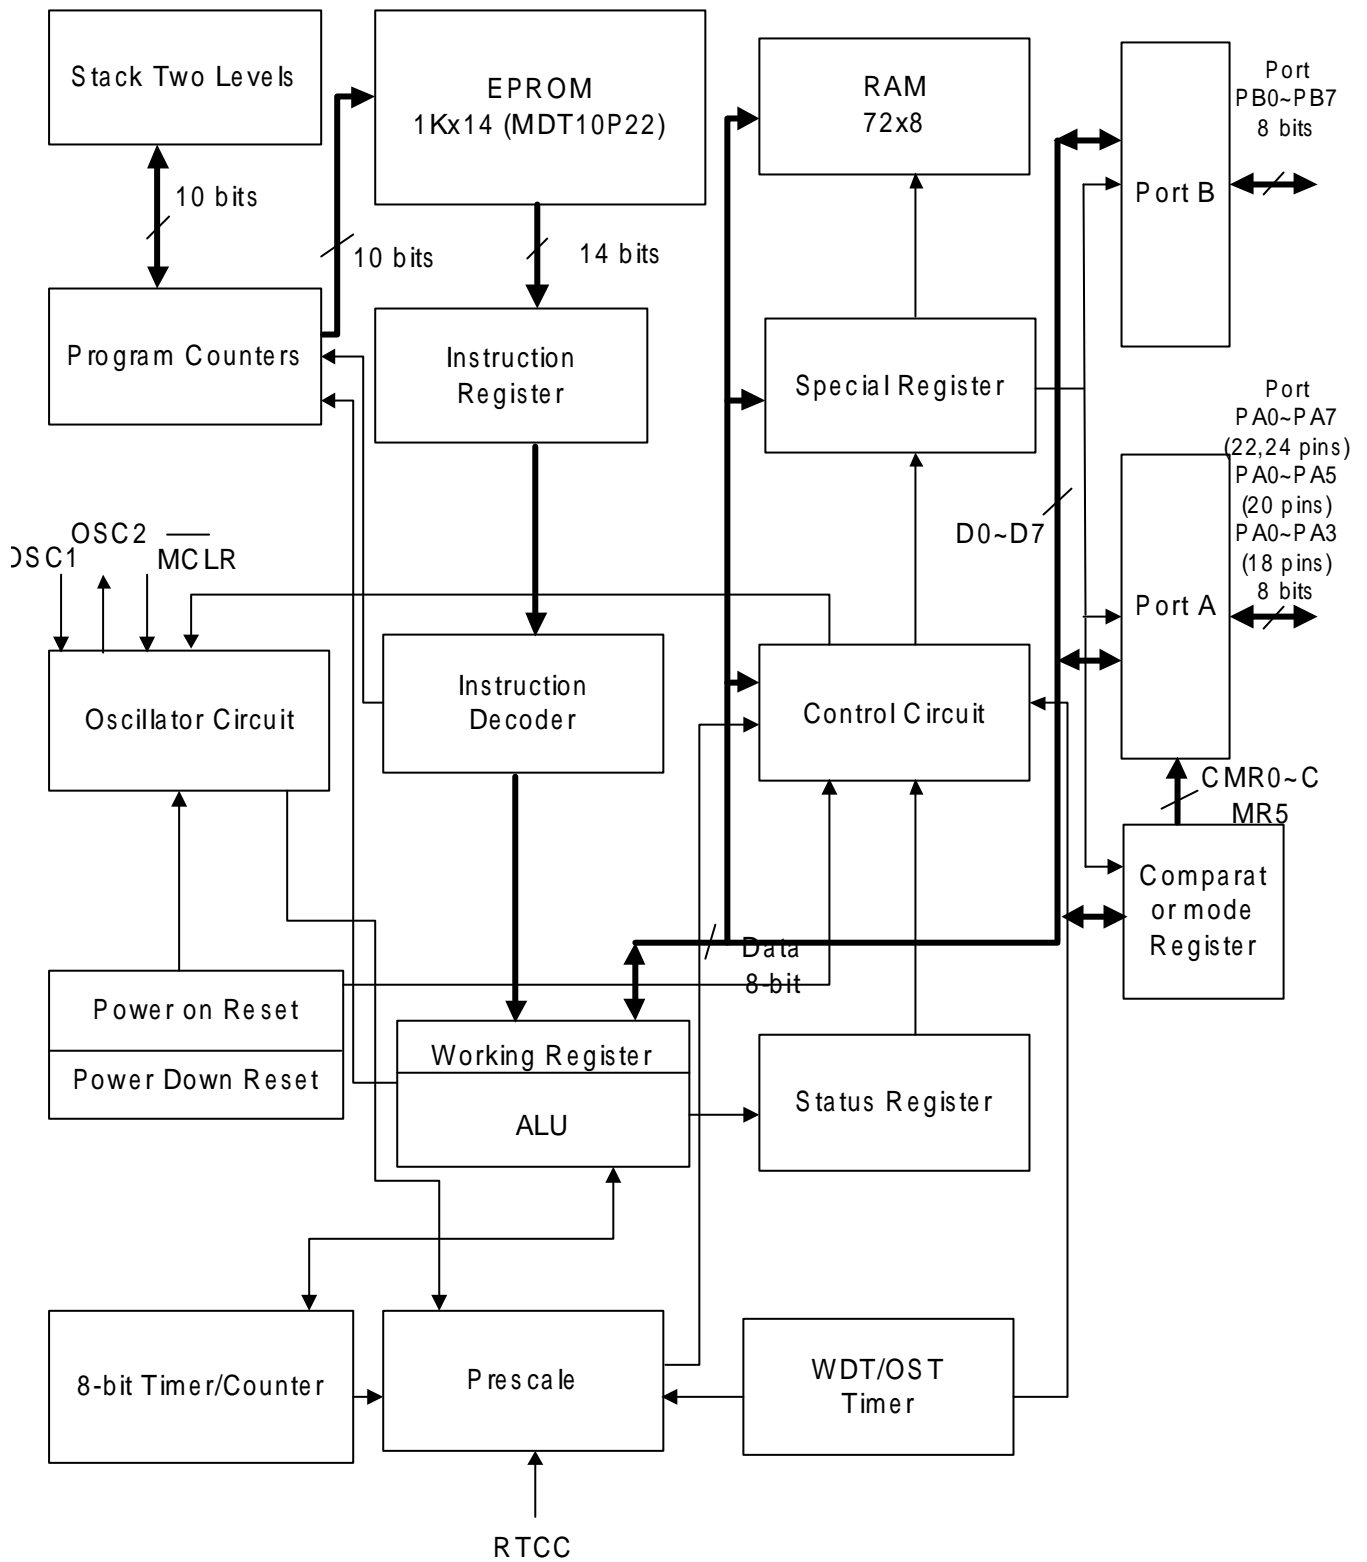 Stack Two Levels
EPROM
1Kx14 (MDT10P22)
RAM
72x8
Port
PB0~PB7
8 bits
Port B
10 bits
10 bits
14 bits
Program Counters
Instruction
Register
Special Register
Port
PA0~PA7
(22,24 pins)
PA0~PA5
(20 pins)
PA0~PA3
(18 pins)
8 bits
D0~D7
OSC1
OSC2
MCLR
Port A
Oscillator Circuit
Instruction
Decoder
Control Circuit
CMR0~C
MR5
Comparat
or mode
Register
Data
8-bit
Power on Reset
Power Down Reset
Working Register
ALU
Status Register
8-bit Timer/Counter
Prescale
WDT/OST
Timer
RTCC